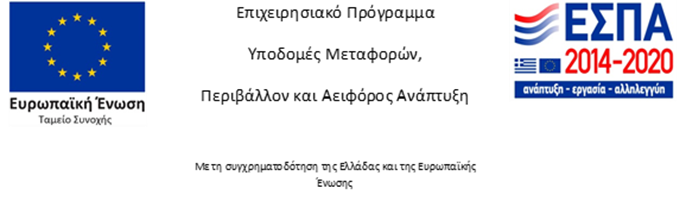 Ευρωπαϊκή Ένωση
Ταμείο Συνοχής
Επιχειρησιακό Πρόγραμμα
Υποδομές Μεταφορών,
Περιβάλλον και Αειφόρος Ανάπτυξη
Με τη συγχρηματοδότηση της Ελλάδας και της Ευρωπαϊκής
Ένωσης
ΕΣΠΑ
2014-2020
ανάπτυξη - εργασία - αλληλεγγύη